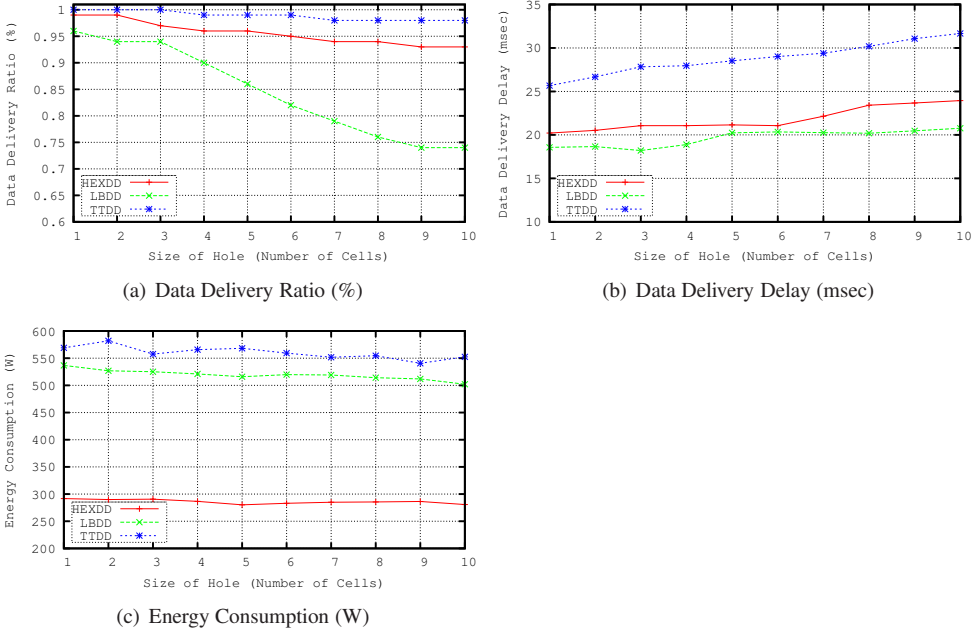 1
0.95
0.9
0.85
0.8
0.75
0.7
0.65
0.6
Data Delivery Ratio (%)
HEXDD
LBDD
TTDD
1 2 3 4 5 6 7 8 9 10
Size of Hole (Number of Cells)
(a) Data Delivery Ratio (%)
35
30
25
20
15
10
Data Delivery Delay (msec)
HEXDD
LBDD
TTDD
1 2 3 4 5 6 7 8 9 10
Size of Hole (Number of Cells)
(b) Data Delivery Delay (msec)
600
550
500
450
400
350
300
250
200
Energy Consumption (W)
HEXDD
LBDD
TTDD
1 2 3 4 5 6 7 8 9 10
Size of Hole (Number of Cells)
(c) Energy Consumption (W)